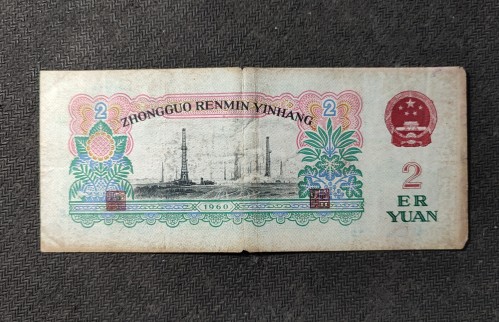 2 2
ZHONGGUO RENMIN YINHANG
1960
2
ER
YUAN